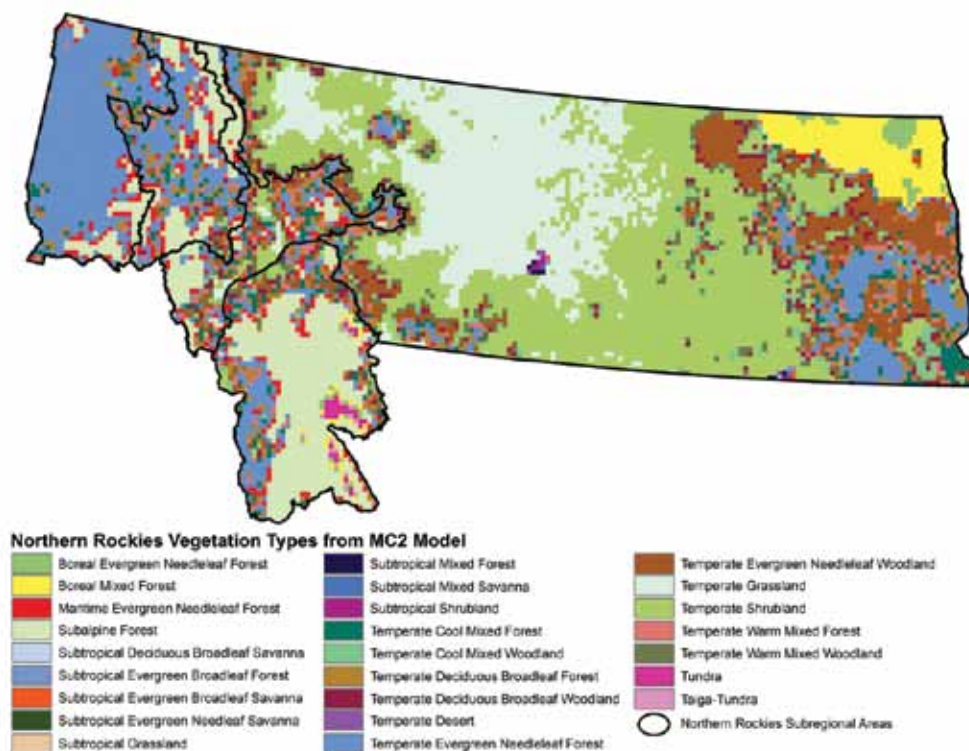 Northern Rockies Vegetation Types from MC2 Model
Boreal Evergreen Needleleaf Forest
Boreal Mixed Forest
Maritime Evergreen Needleleaf Forest
Subalpine Forest
Subtropical Deciduous Broadleaf Savanna
Subtropical Evergreen Broadleaf Forest
Subtropical Evergreen Broadleaf Savanna
Subtropical Evergreen Needleaf Savanna
Subtropical Grassland
Subtropical Mixed Forest
Subtropical Mixed Savanna
Subtropical Shrubland
Temperate Cool Mixed Forest
Temperate Cool Mixed Woodland
Temperate Deciduous Broadleaf Forest
Temperate Deciduous Broadleaf Woodland
Temperate Desert
Temperate Evergreen Needleleaf Forest
Temperate Evergreen Needleleaf Woodland
Temperate Grassland
Temperate Shrubland
Temperate Warm Mixed Forest
Temperate Warm Mixed Woodland
Tundra
Taiga-Tundra
Northern Rockies Subregional Areas